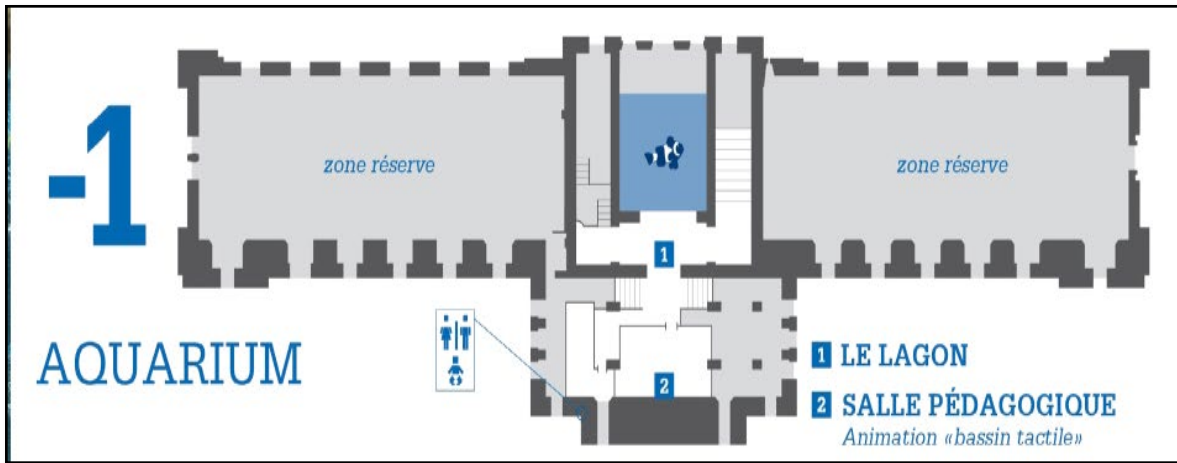 -1
AQUARIUM
zone réserve
zone réserve
1
2
1 LE LAGON
2 SALLE PÉDAGOGIQUE
Animation «bassin tactile»